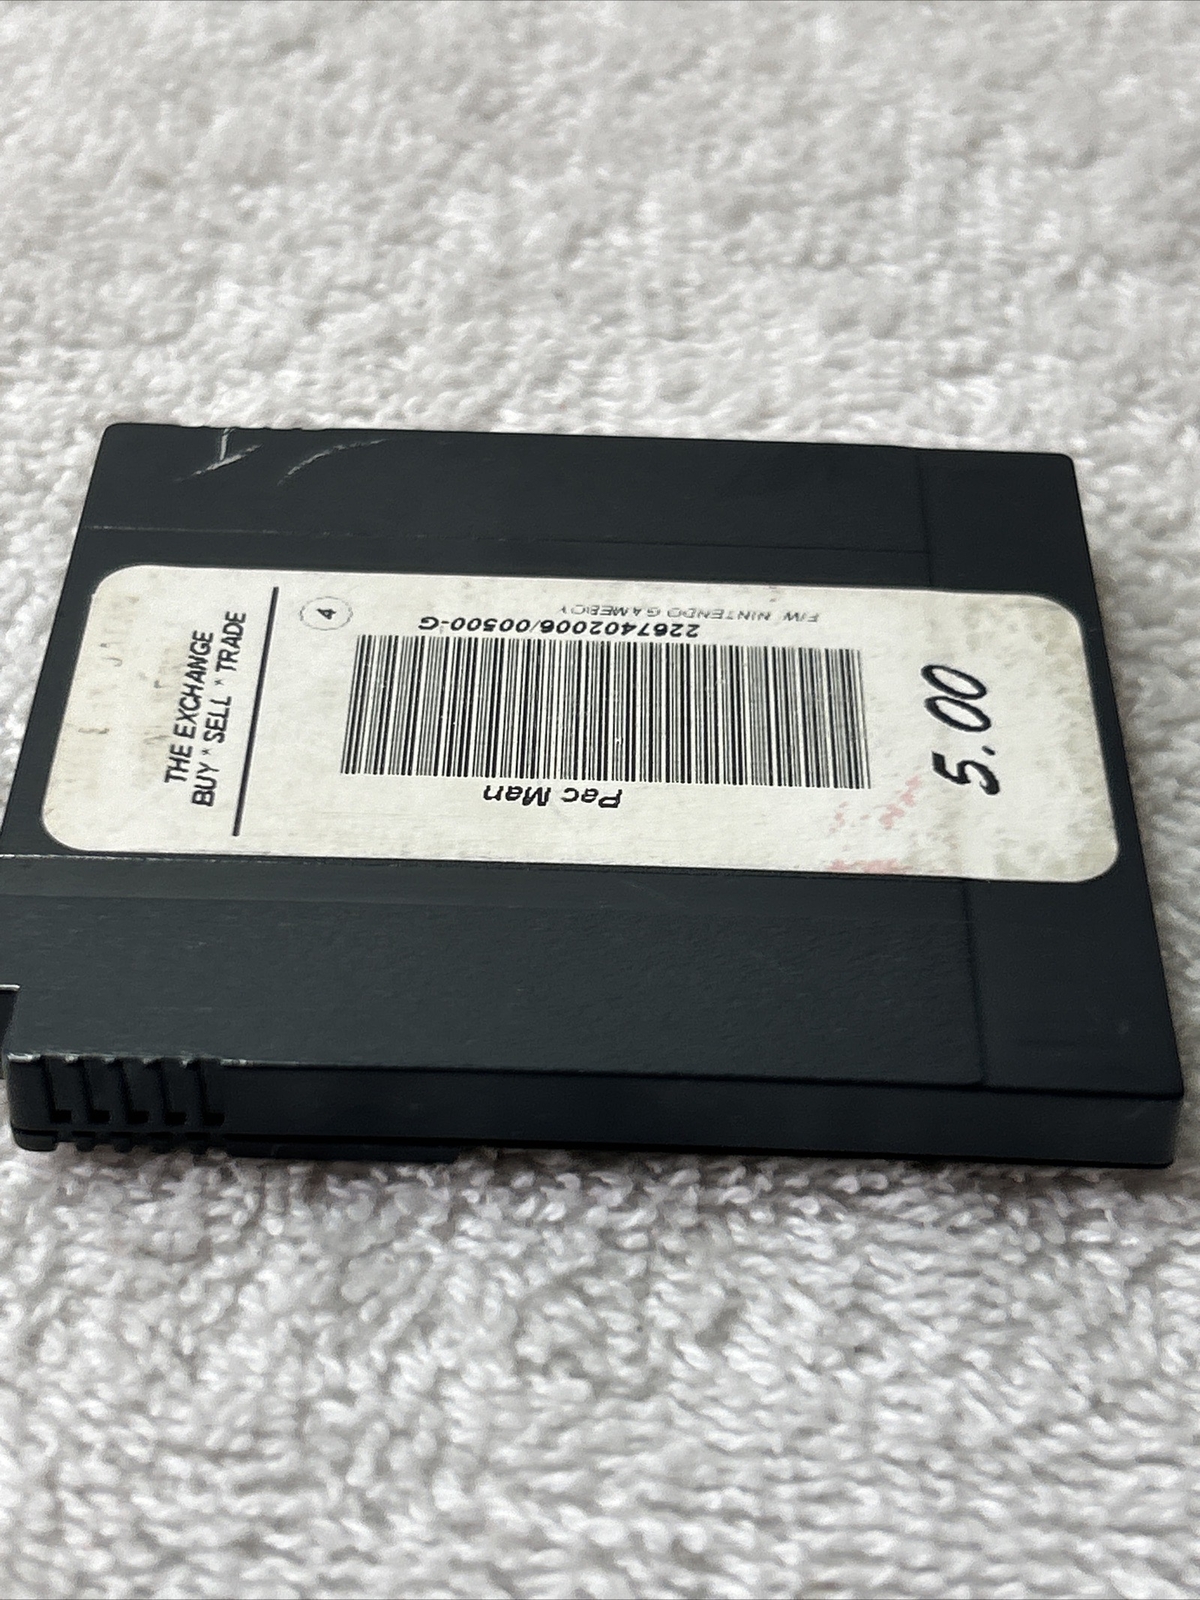 THE EXCHANGE
BUY * SELL * TRADE
4
Pac Man
2267402006/00500-G
F/W NINTENDO GAMEBOY
5.00